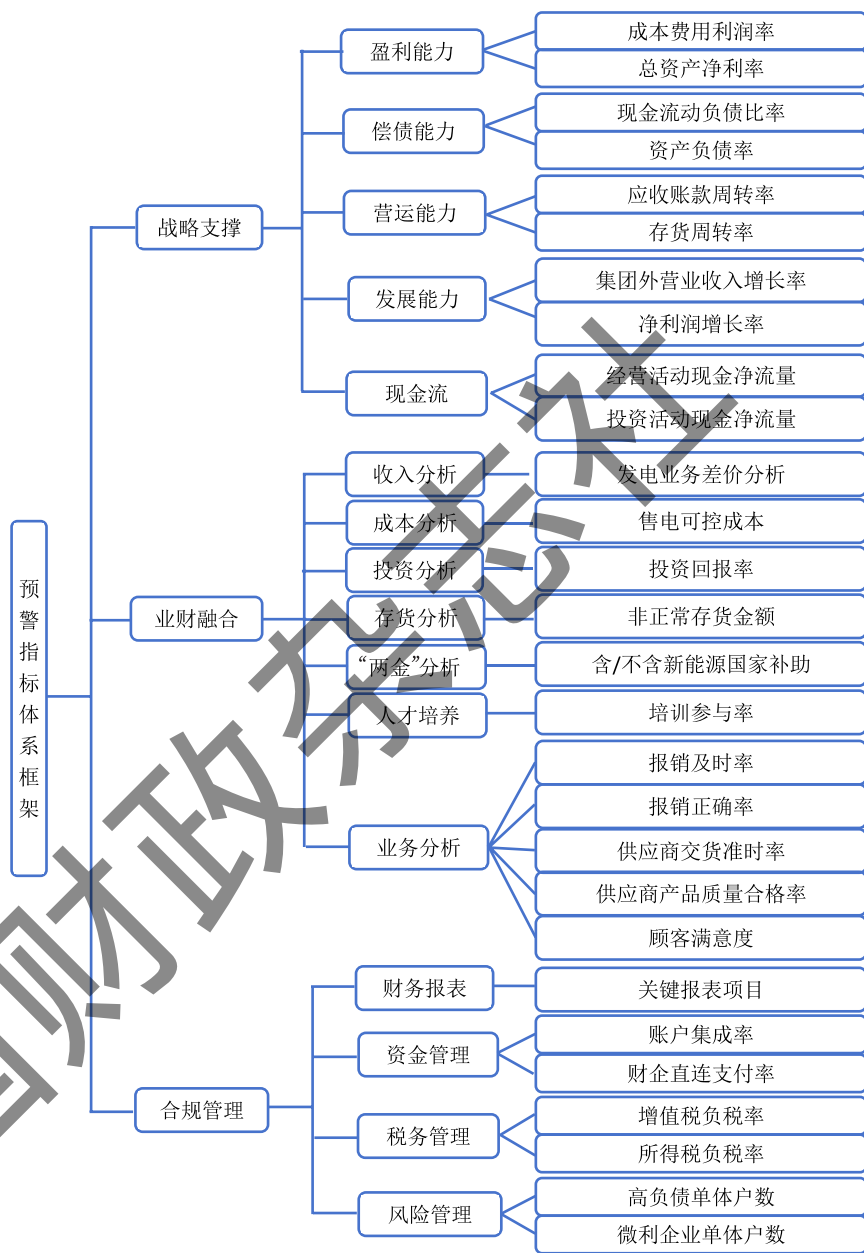 预警指标体系框架
战略支撑
盈利能力
成本费用利润率
总资产净利率
偿债能力
现金流动负债比率
资产负债率
营运能力
应收账款周转率
存货周转率
发展能力
集团外营业收入增长率
净利润增长率
现金流
经营活动现金净流量
投资活动现金净流量
业财融合
收入分析
发电业务差价分析
成本分析
售电可控成本
投资分析
投资回报率
存货分析
非正常存货金额
“两金”分析
含/不含新能源国家补助
人才培养
培训参与率
业务分析
报销及时率
报销正确率
供应商交货准时率
供应商产品质量合格率
顾客满意度
合规管理
财务报表
关键报表项目
资金管理
账户集成率
财企直连支付率
税务管理
增值税负税率
所得税负税率
风险管理
高负债单体户数
微利企业单体户数
国财政杂志社